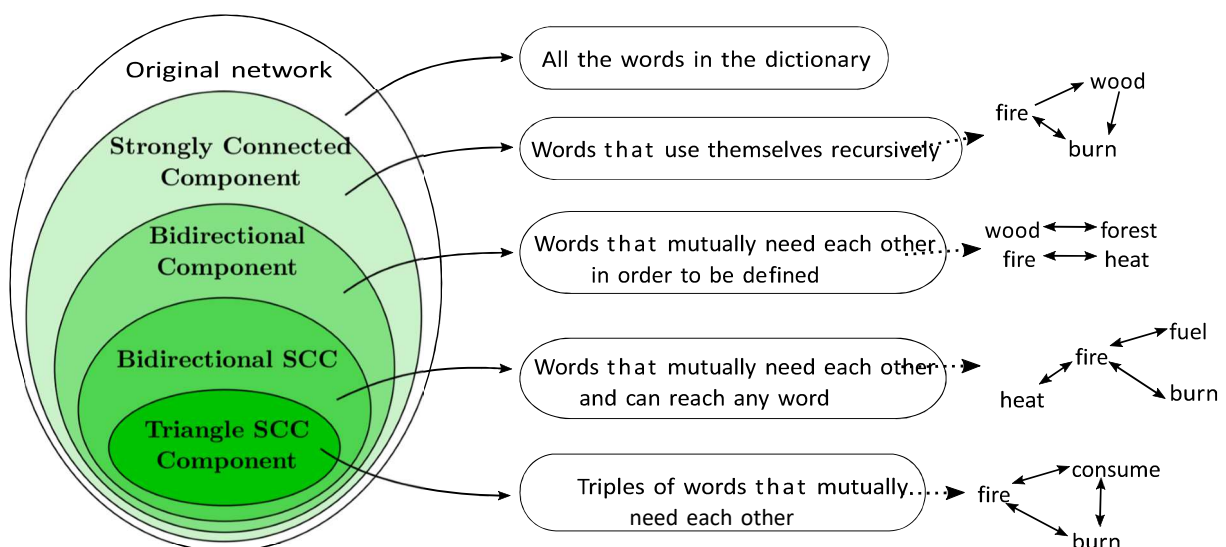 Original network
Strongly Connected
Component
Bidirectional
Component
Bidirectional SCC
Triangle SCC
Component
All the words in the dictionary
Words that use themselves recursively
wood
fire
burn
Words that mutually need each other
in order to be defined
wood forest
fire heat
Words that mutually need each other
and can reach any word
fuel
fire
burn
heat
Triples of words that mutually
need each other
consume
fire
burn